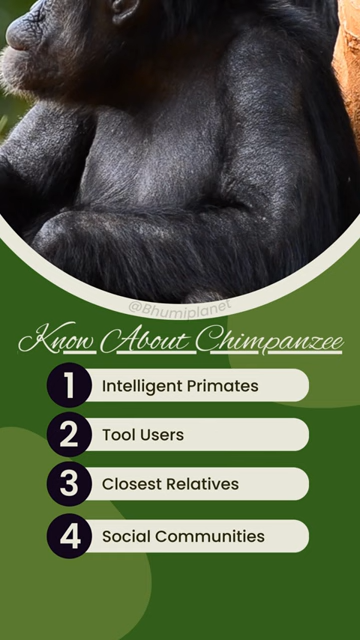 @Bhumiplanet
Know About Chimpanzee
1 Intelligent Primates
2 Tool Users
3 Closest Relatives
4 Social Communities